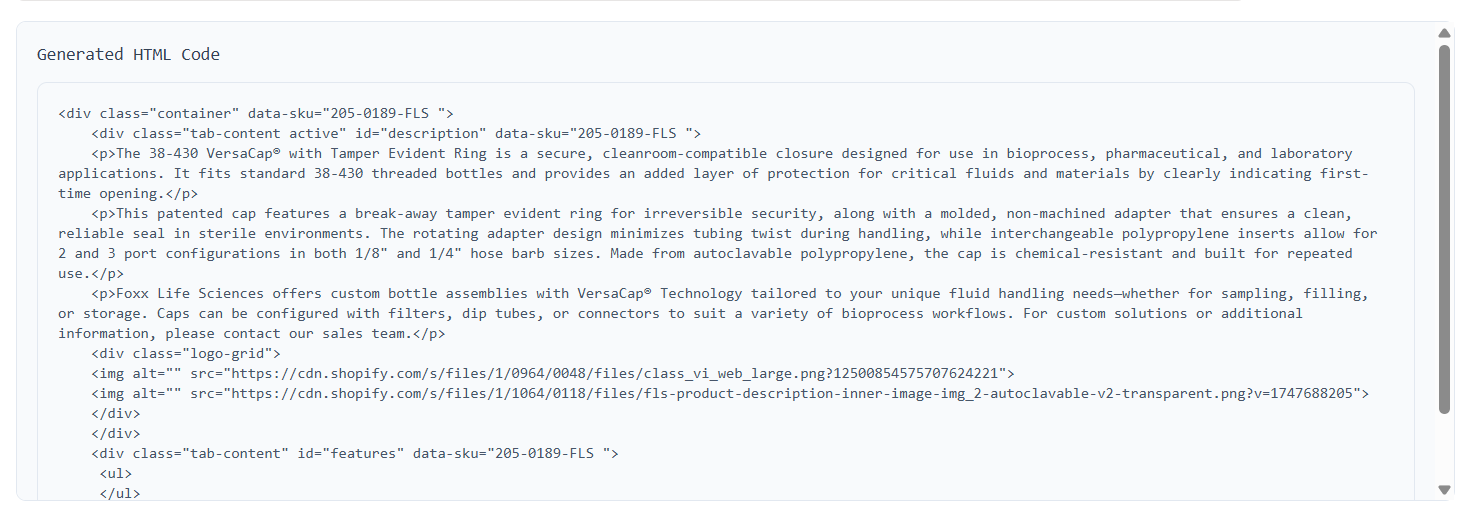 Generated HTML Code
<div class="container" data-sku="205-0189-FLS ">
<div class="tab-content active" id="description" data-sku="205-0189-FLS ">
<p>The 38-430 VersaCap® with Tamper Evident Ring is a secure, cleanroom-compatible closure designed for use in bioprocess, pharmaceutical, and laboratory
applications. It fits standard 38-430 threaded bottles and provides an added layer of protection for critical fluids and materials by clearly indicating first-
time opening.</p>
<p>This patented cap features a break-away tamper evident ring for irreversible security, along with a molded, non-machined adapter that ensures a clean,
reliable seal in sterile environments. The rotating adapter design minimizes tubing twist during handling, while interchangeable polypropylene inserts allow for
2 and 3 port configurations in both 1/8" and 1/4" hose barb sizes. Made from autoclavable polypropylene, the cap is chemical-resistant and built for repeated
use.</p>
<p>Foxx Life Sciences offers custom bottle assemblies with VersaCap® Technology tailored to your unique fluid handling needs—whether for sampling, filling,
or storage. Caps can be configured with filters, dip tubes, or connectors to suit a variety of bioprocess workflows. For custom solutions or additional
information, please contact our sales team.</p>
<div class="logo-grid">
<img alt="" src="https://cdn.shopify.com/s/files/1/0964/0048/files/class_vi_web_large.png?12500854575707624221">
<img alt="" src="https://cdn.shopify.com/s/files/1/1064/0118/files/fls-product-description-inner-image-img_2-autoclavable-v2-transparent.png?v=1747688205">
</div>
</div>
<div class="tab-content" id="features" data-sku="205-0189-FLS ">
<ul>
</ul>